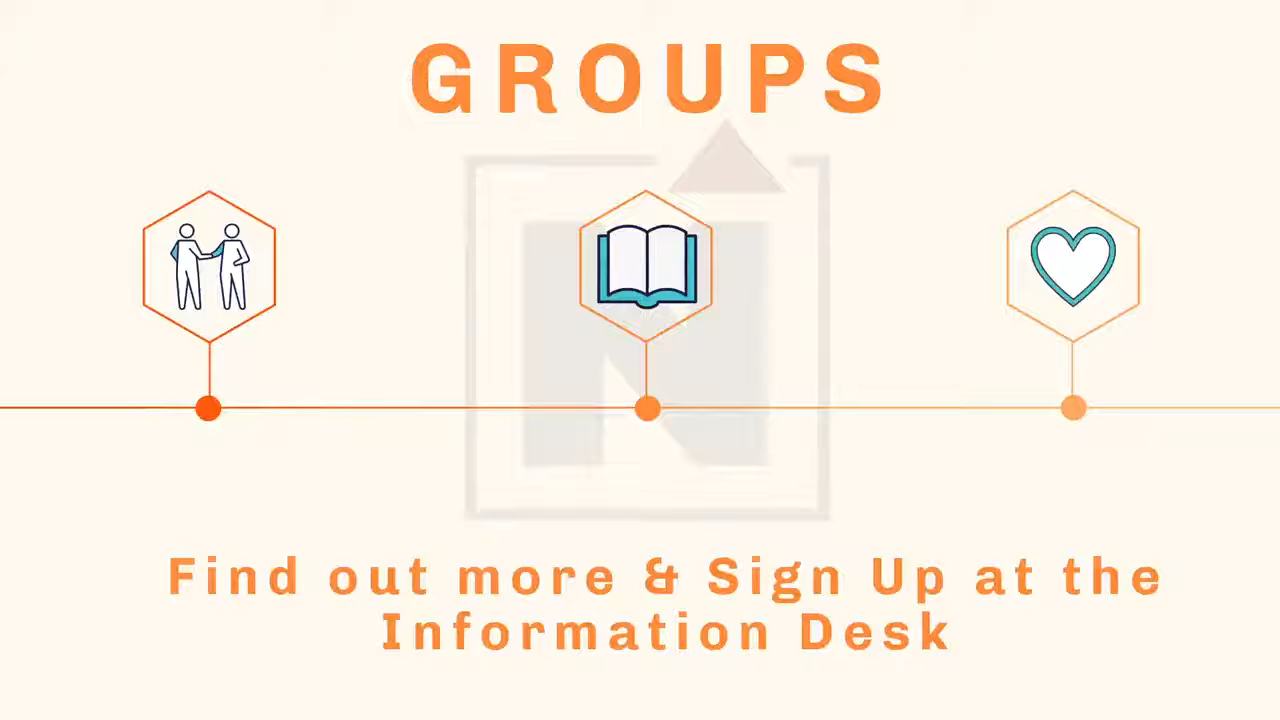 GROUPS
N
Find out more & Sign Up at the
Information Desk